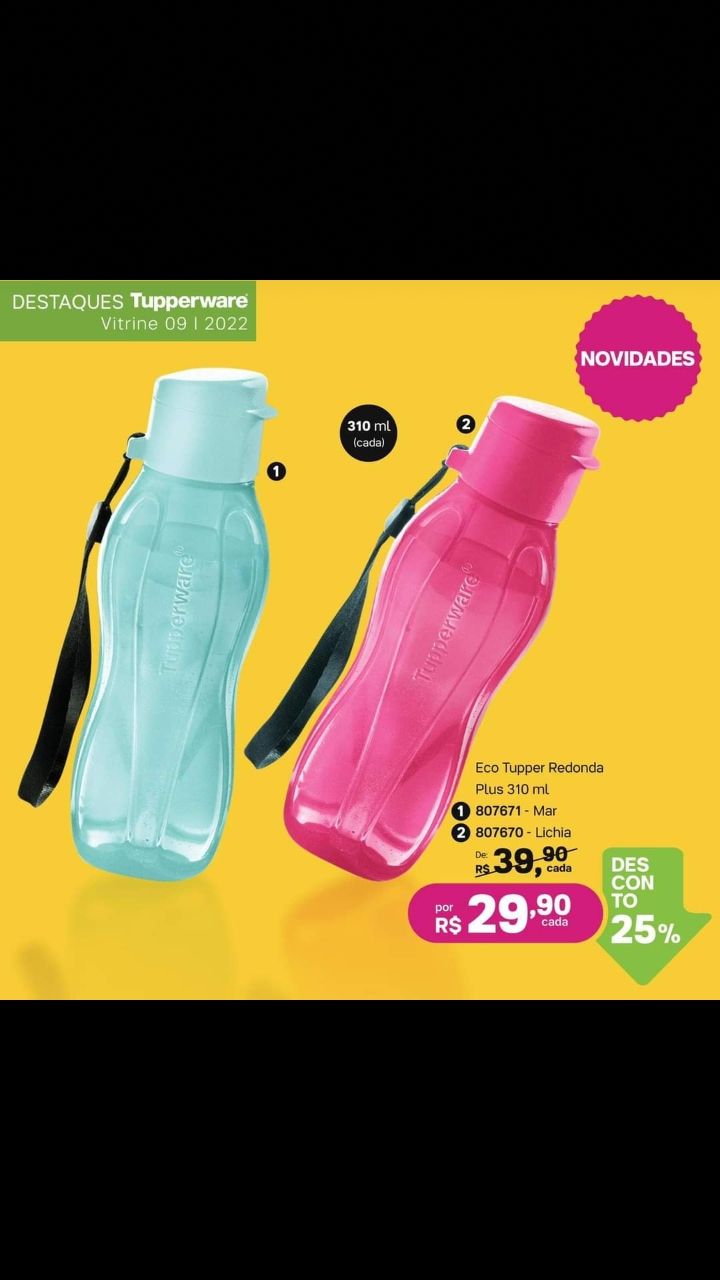 DESTAQUES Tupperware®
Vitrine 09 | 2022
NOVIDADES
310 ml
(cada)
1
2
Tupperware®
Tupperware®
Eco Tupper Redonda
Plus 310 ml
1 807671 - Mar
2 807670 - Lichia
De:
R$ 39,90 cada
por
R$ 29,90 cada
DES
CON
TO
25%